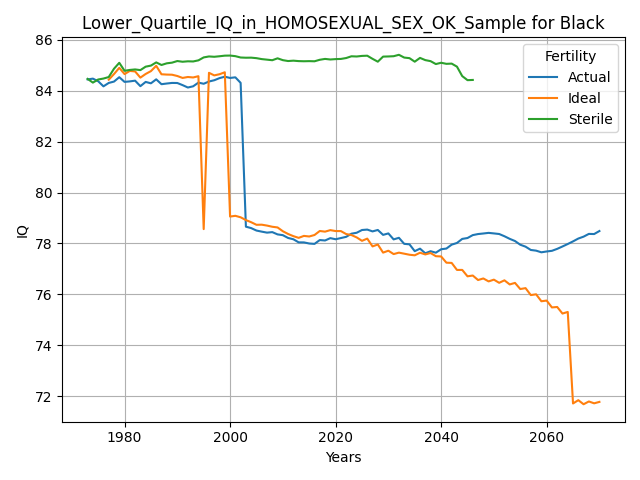 Lower_Quartile_IQ_in_HOMOSEXUAL_SEX_OK_Sample for Black
86
84
82
80
78
76
74
72
IQ
Fertility
Actual
Ideal
Sterile
1980
2000
2020
2040
2060
Years